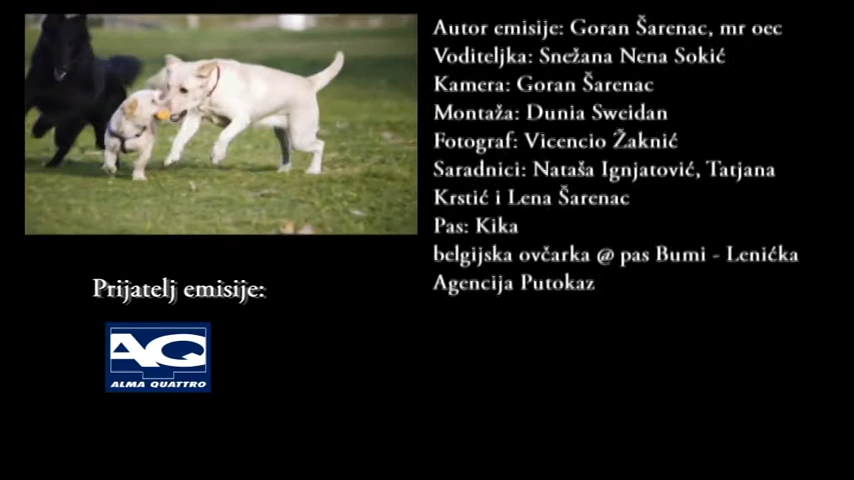 Autor emisije: Goran Šarenac, mr oec
Voditeljka: Snežana Nena Sokić
Kamera: Goran Šarenac
Montaža: Dunia Sweidan
Fotograf: Vicencio Žaknić
Saradnici: Nataša Ignjatović, Tatjana
Krstić i Lena Šarenac
Pas: Kika
belgijska ovčarka @ pas Bumi - Lenićka
Agencija Putokaz
Prijatelj emisije:
AQ
ALMA QUATTRO